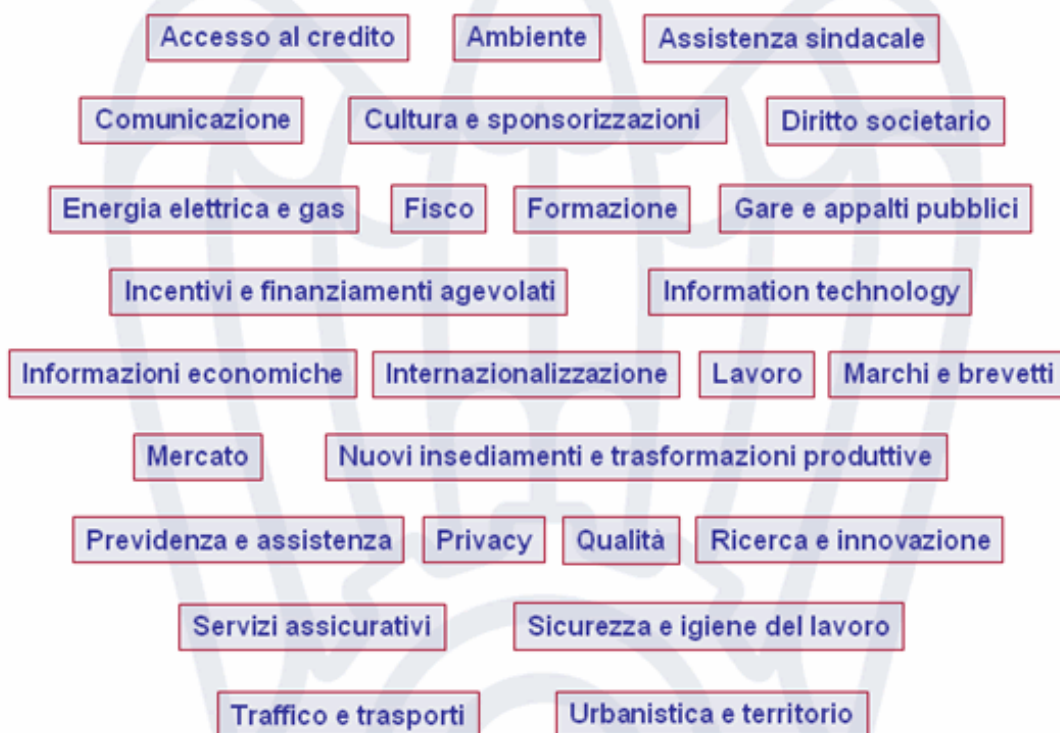 Accesso al credito Ambiente Assistenza sindacale
Comunicazione Cultura e sponsorizzazioni Diritto societario
Energia elettrica e gas Fisco Formazione Gare e appalti pubblici
Incentivi e finanziamenti agevolati Information technology
Informazioni economiche Internazionalizzazione Lavoro Marchi e brevetti
Mercato Nuovi insediamenti e trasformazioni produttive
Previdenza e assistenza Privacy Qualità Ricerca e innovazione
Servizi assicurativi Sicurezza e igiene del lavoro
Traffico e trasporti Urbanistica e territorio